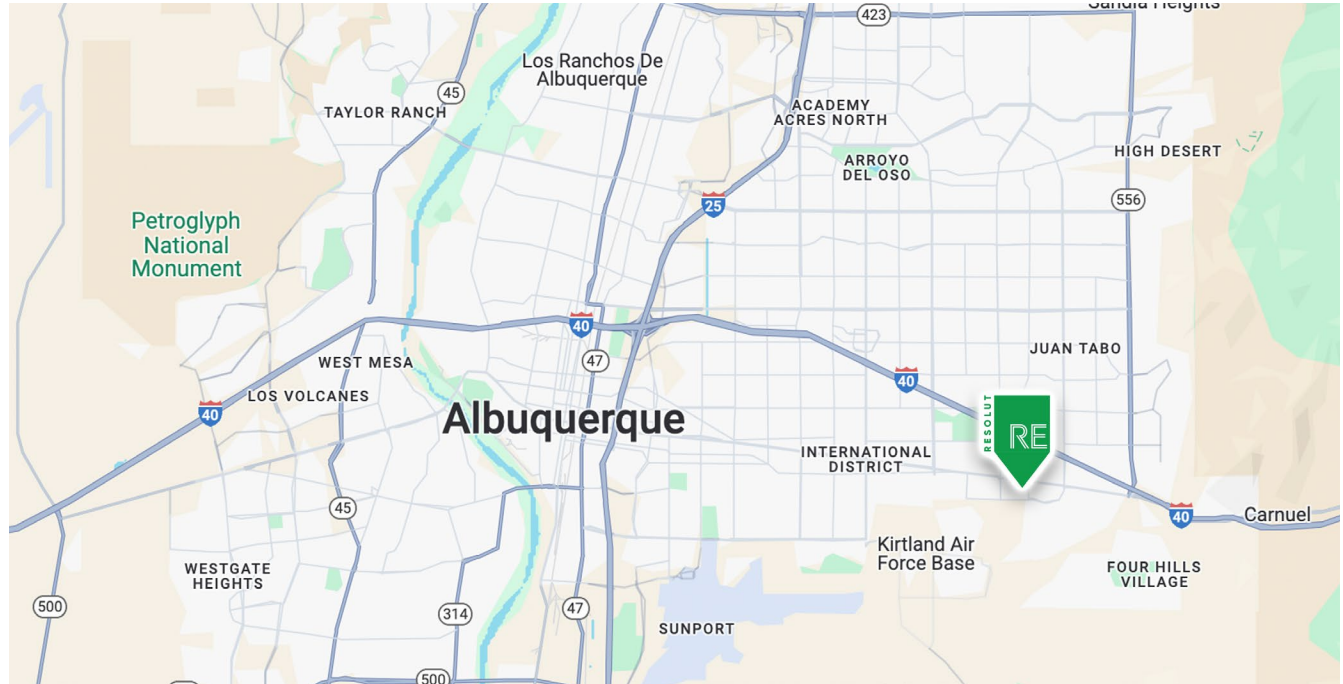 Sandia Heights
423
Los Ranchos De
Albuquerque
45
TAYLOR RANCH
ACADEMY
ACRES NORTH
ARROYO
DEL OSO
HIGH DESERT
556
25
Petroglyph
National
Monument
40
47
WEST MESA
JUAN TABO
40
LOS VOLCANES
40
Albuquerque
RESOLUT
RE
INTERNATIONAL
DISTRICT
45
40
Carnuel
Kirtland Air
Force Base
WESTGATE
HEIGHTS
FOUR HILLS
VILLAGE
500
314
47
SUNPORT
500